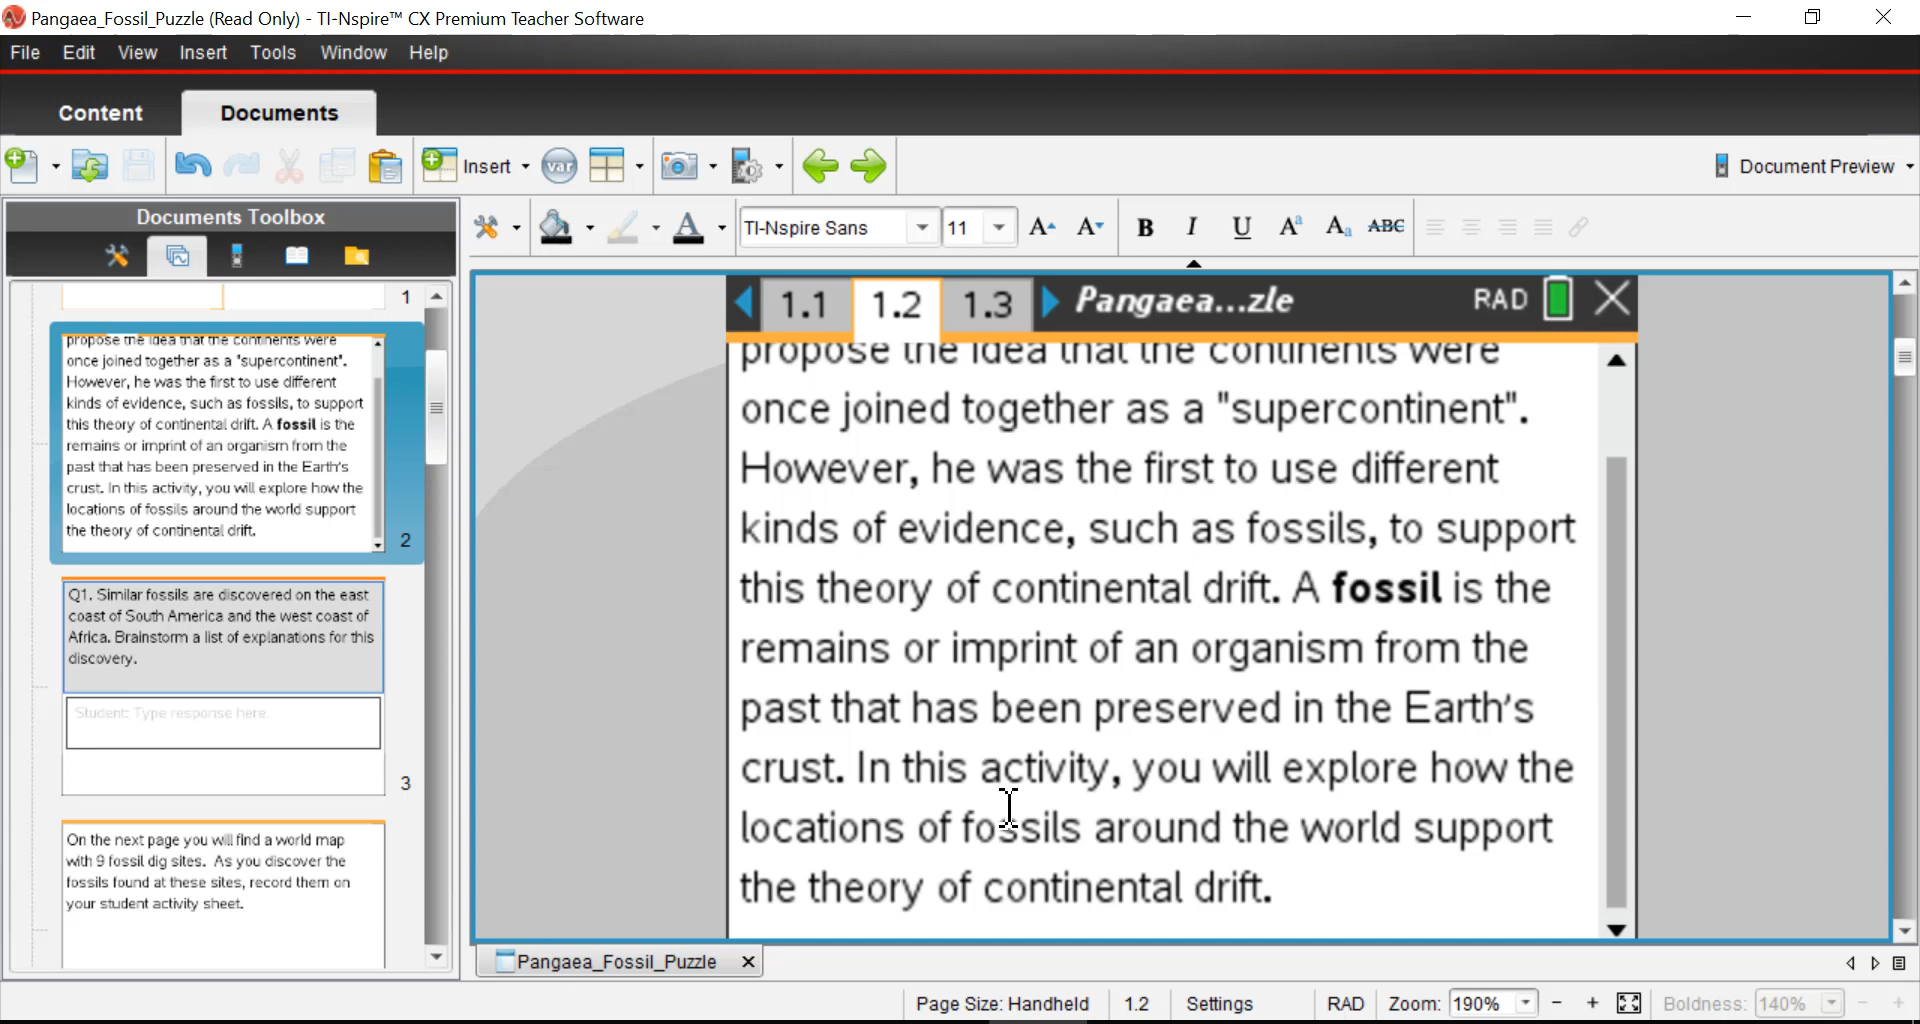 Pangaea_Fossil_Puzzle (Read Only) - TI-Nspire™ CX Premium Teacher Software
File Edit View Insert Tools Window Help
Content Documents
Insert var Document Preview
Documents Toolbox
TI-Nspire Sans 11 A A B I U Aa Aa ABC
1
propose the idea that the continents were
once joined together as a "supercontinent".
However, he was the first to use different
kinds of evidence, such as fossils, to support
this theory of continental drift. A fossil is the
remains or imprint of an organism from the
past that has been preserved in the Earth's
crust. In this activity, you will explore how the
locations of fossils around the world support
the theory of continental drift.
2
Q1. Similar fossils are discovered on the east
coast of South America and the west coast of
Africa. Brainstorm a list of explanations for this
discovery.
Student: Type response here.
3
On the next page you will find a world map
with 9 fossil dig sites. As you discover the
fossils found at these sites, record them on
your student activity sheet.
1.1 1.2 1.3 Pangaea...zle RAD
propose the idea that the continents were
once joined together as a "supercontinent".
However, he was the first to use different
kinds of evidence, such as fossils, to support
this theory of continental drift. A fossil is the
remains or imprint of an organism from the
past that has been preserved in the Earth's
crust. In this activity, you will explore how the
locations of fossils around the world support
the theory of continental drift.
Pangaea_Fossil_Puzzle
Page Size: Handheld 1.2 Settings RAD Zoom: 190% Boldness: 140%